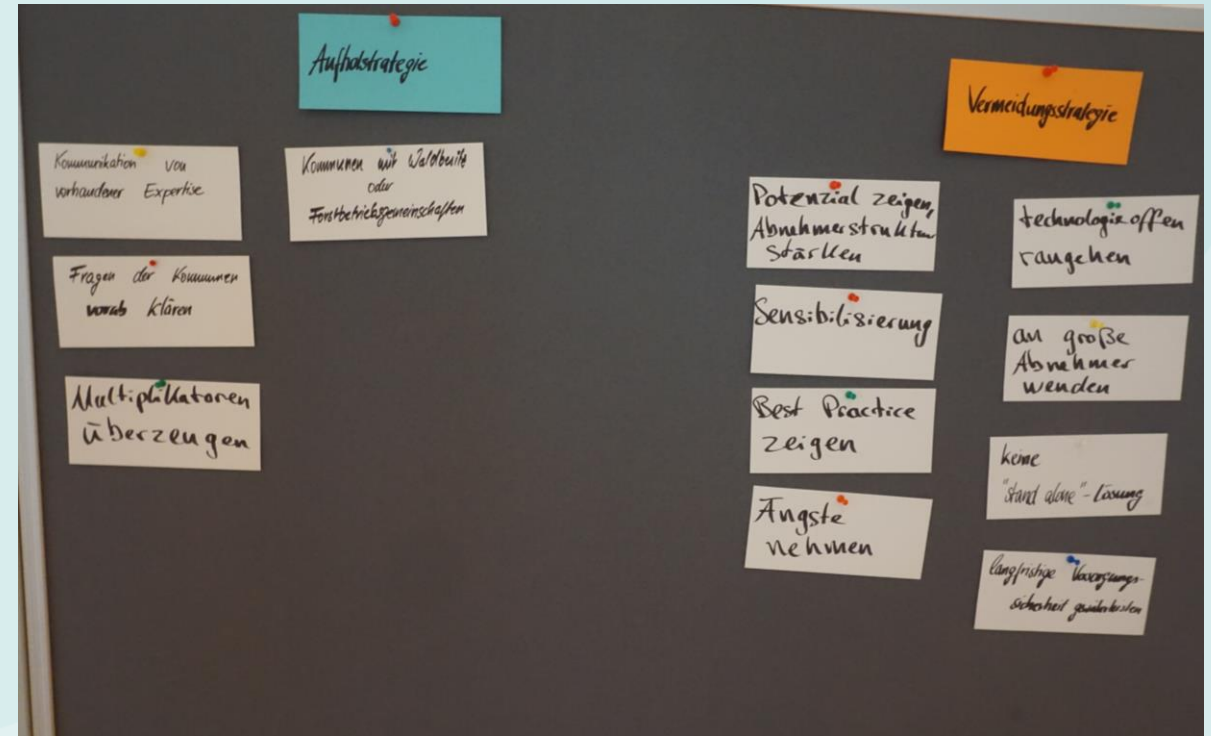 Aufholstrategie
Kommunikation von
vorhandener Expertise
Fragen der Kommunen
vorab klären
Multiplikatoren
überzeugen
Kommunen mit Waldbesitz
oder
Forstbetriebsgemeinschaften
Vermeidungsstrategie
Potenzial zeigen,
Abnehmerstruktur
stärken
Sensibilisierung
Best Practice
zeigen
Ängste
nehmen
technologieoffen
rangehen
an große
Abnehmer
wenden
keine
"stand alone"-Lösung
langfristige Versorgungs-
sicherheit gewährleisten